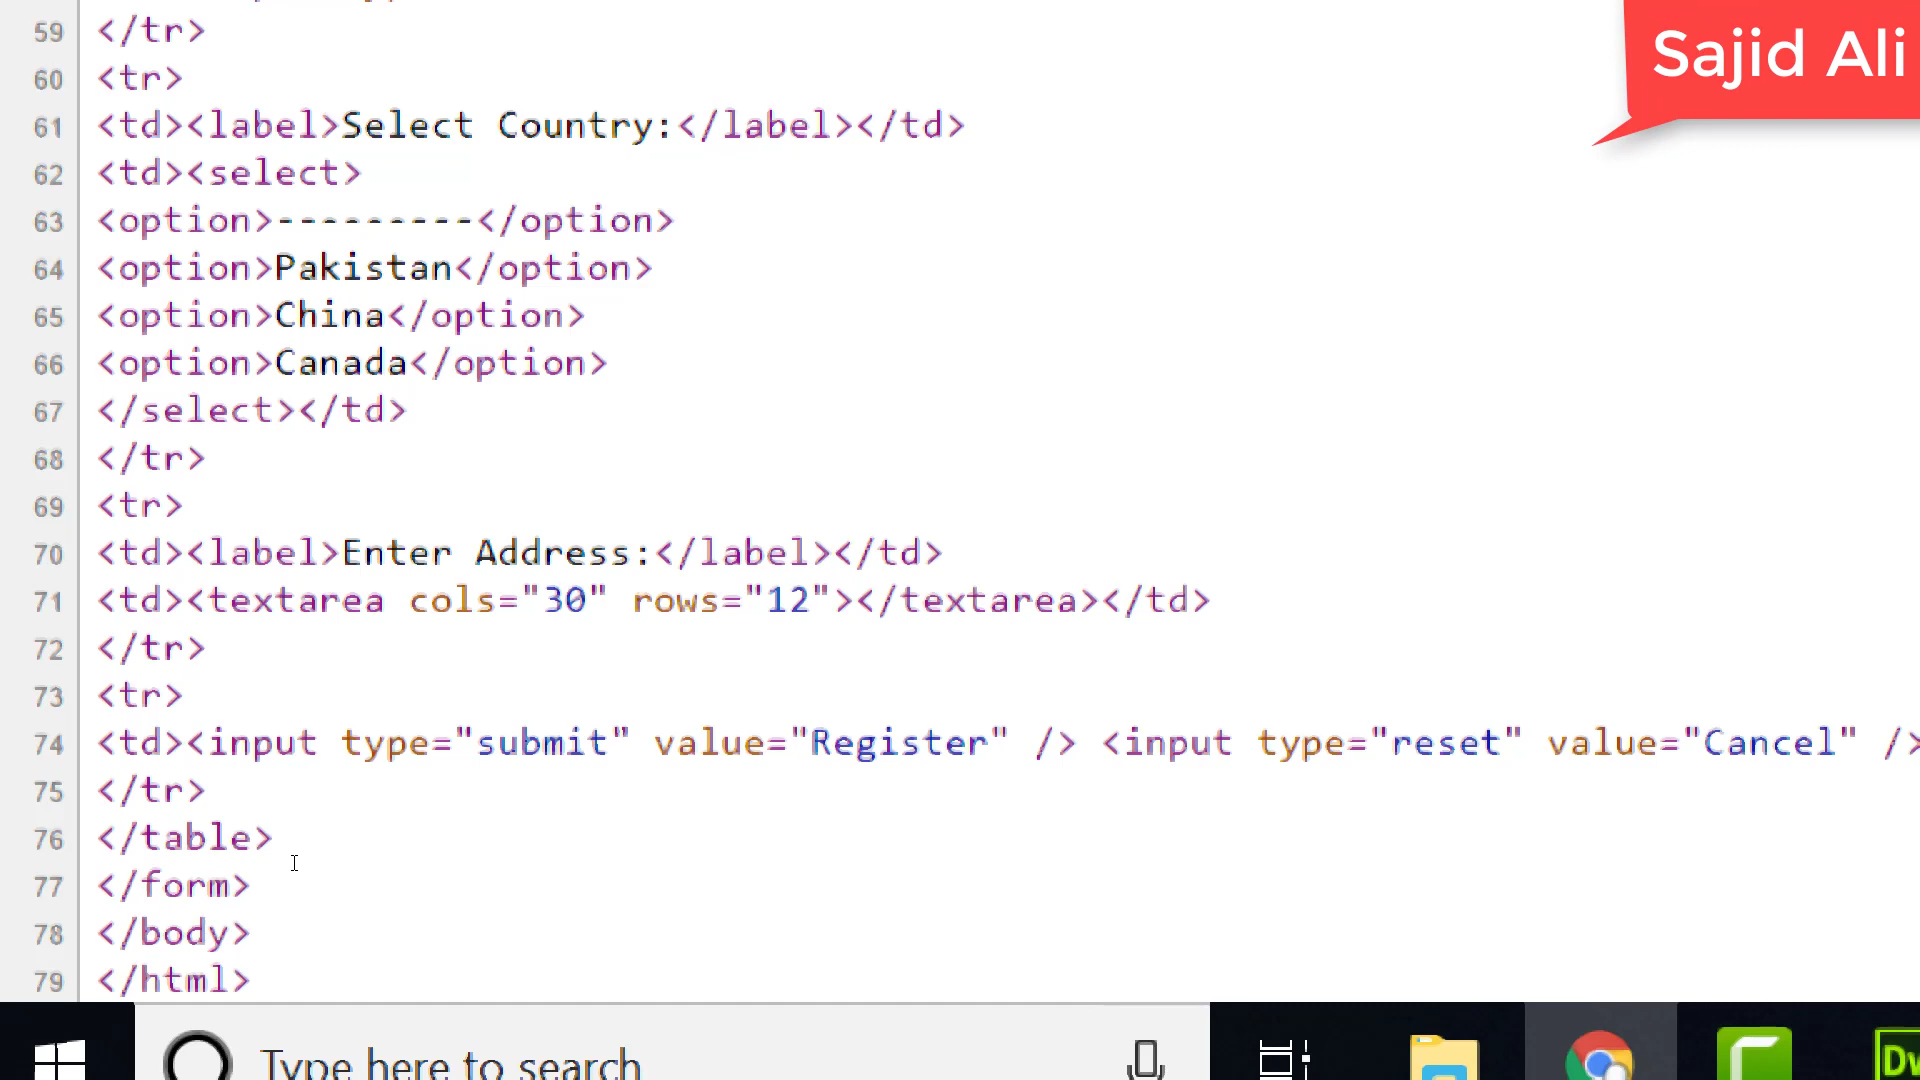 Sajid Ali
59 </tr>
60 <tr>
61 <td><label>Select Country:</label></td>
62 <td><select>
63 <option>---------</option>
64 <option>Pakistan</option>
65 <option>China</option>
66 <option>Canada</option>
67 </select></td>
68 </tr>
69 <tr>
70 <td><label>Enter Address:</label></td>
71 <td><textarea cols="30" rows="12"></textarea></td>
72 </tr>
73 <tr>
74 <td><input type="submit" value="Register" /> <input type="reset" value="Cancel" />
75 </tr>
76 </table>
77 </form>
78 </body>
79 </html>
Type here to search